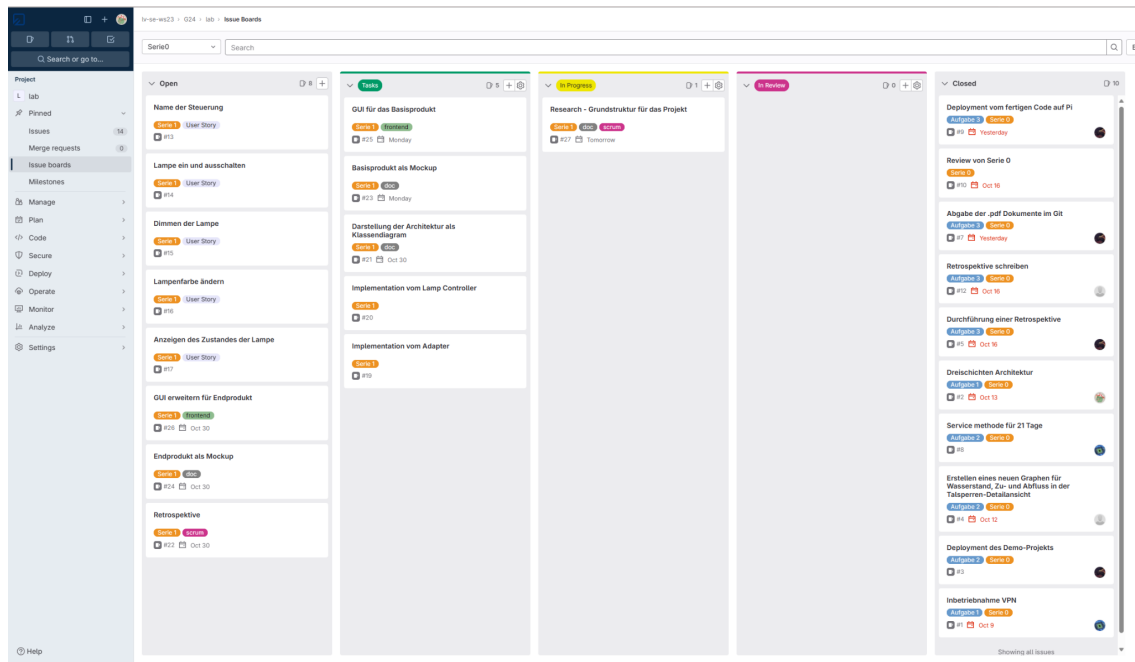 lv-se-ws23 › G24 › lab › Issue Boards
Search or go to...
Project
L lab
Pinned
Issues 14
Merge requests 0
Issue boards
Milestones
Manage
Plan
Code
Secure
Deploy
Operate
Monitor
Analyze
Settings
Help
Serie0
Search
Open 8
Name der Steuerung
Serie 1 User Story
#13
Lampe ein und ausschalten
Serie 1 User Story
#14
Dimmen der Lampe
Serie 1 User Story
#15
Lampenfarbe ändern
Serie 1 User Story
#16
Anzeigen des Zustandes der Lampe
Serie 1 User Story
#17
GUI erweitern für Endprodukt
Serie 1 frontend
#26 Oct 30
Endprodukt als Mockup
Serie 1 doc
#24 Oct 30
Retrospektive
Serie 1 scrum
#22 Oct 30
Tasks 5
GUI für das Basisprodukt
Serie 1 frontend
#25 Monday
Basisprodukt als Mockup
Serie 1 doc
#23 Monday
Darstellung der Architektur als
Klassendiagram
Serie 1 doc
#21 Oct 30
Implementation vom Lamp Controller
Serie 1
#20
Implementation vom Adapter
Serie 1
#19
In Progress 1
Research - Grundstruktur für das Projekt
Serie 1 doc scrum
#27 Tomorrow
In Review 0
Closed 10
Deployment vom fertigen Code auf Pi
Aufgabe 3 Serie 0
#9 Yesterday
Review von Serie 0
Serie 0
#10 Oct 16
Abgabe der .pdf Dokumente im Git
Aufgabe 3 Serie 0
#7 Yesterday
Retrospektive schreiben
Aufgabe 3 Serie 0
#12 Oct 16
Durchführung einer Retrospektive
Aufgabe 3 Serie 0
#5 Oct 16
Dreischichten Architektur
Aufgabe 1 Serie 0
#2 Oct 13
Service methode für 21 Tage
Aufgabe 2 Serie 0
#8
Erstellen eines neuen Graphen für
Wasserstand, Zu- und Abfluss in der
Talsperren-Detailansicht
Aufgabe 2 Serie 0
#4 Oct 12
Deployment des Demo-Projekts
Aufgabe 2 Serie 0
#3
Inbetriebnahme VPN
Aufgabe 1 Serie 0
#1 Oct 9
Showing all issues